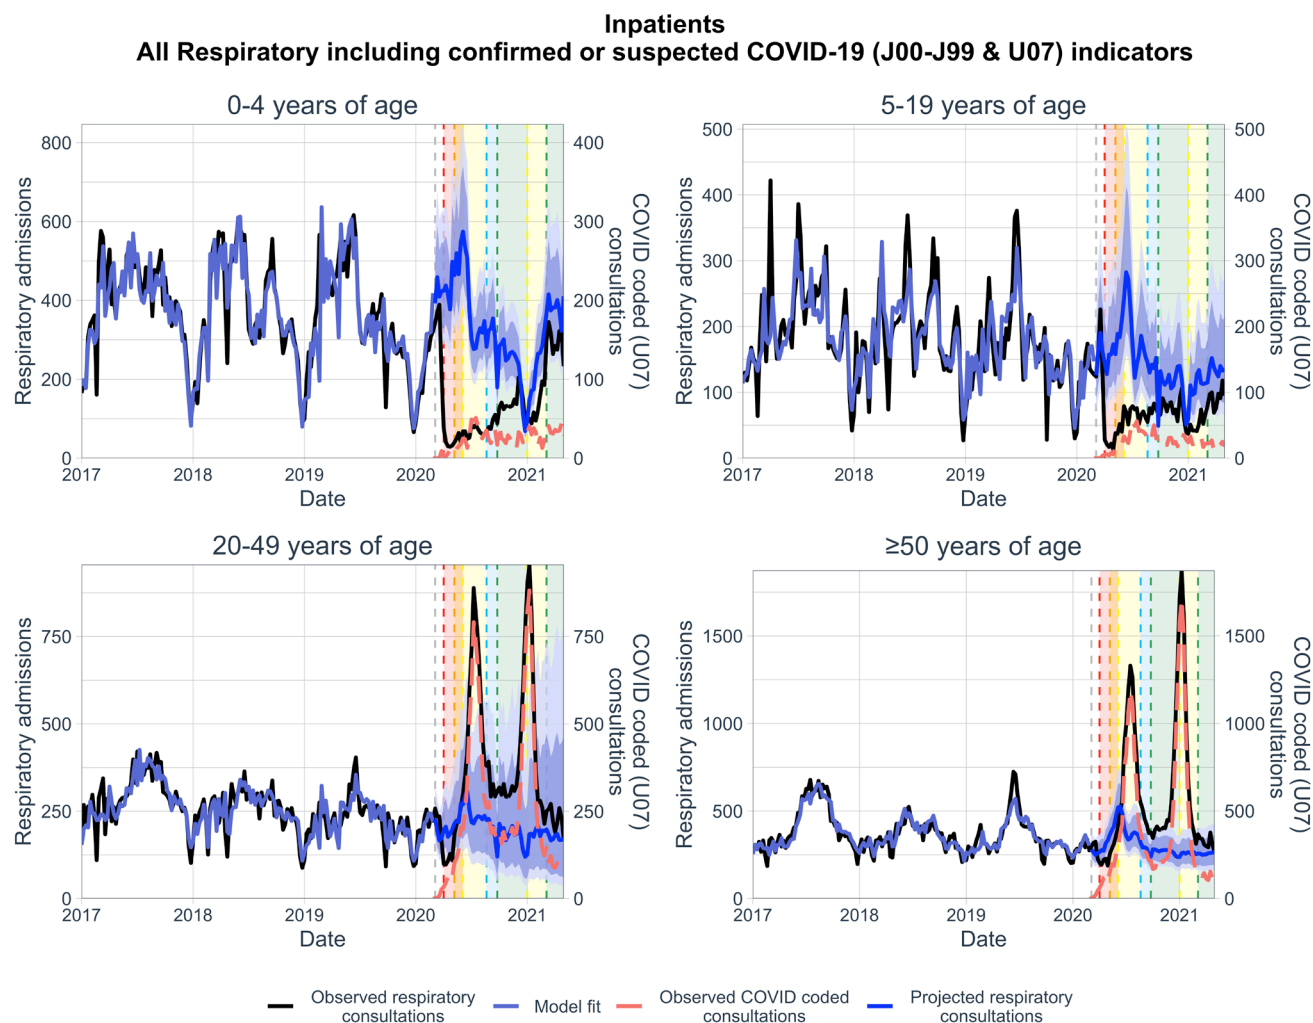 Inpatients
All Respiratory including confirmed or suspected COVID-19 (J00-J99 & U07) indicators
0-4 years of age
Respiratory admissions
800
600
400
200
0
400
300
200
100
0
COVID coded (U07)
consultations
2017 2018 2019 2020 2021
Date
5-19 years of age
Respiratory admissions
500
400
300
200
100
0
500
400
300
200
100
0
COVID coded (U07)
consultations
2017 2018 2019 2020 2021
Date
20-49 years of age
Respiratory admissions
750
500
250
0
750
500
250
0
COVID coded (U07)
consultations
2017 2018 2019 2020 2021
Date
≥50 years of age
Respiratory admissions
1500
1000
500
0
1500
1000
500
0
COVID coded (U07)
consultations
2017 2018 2019 2020 2021
Date
Observed respiratory
consultations
Model fit
Observed COVID coded
consultations
Projected respiratory
consultations